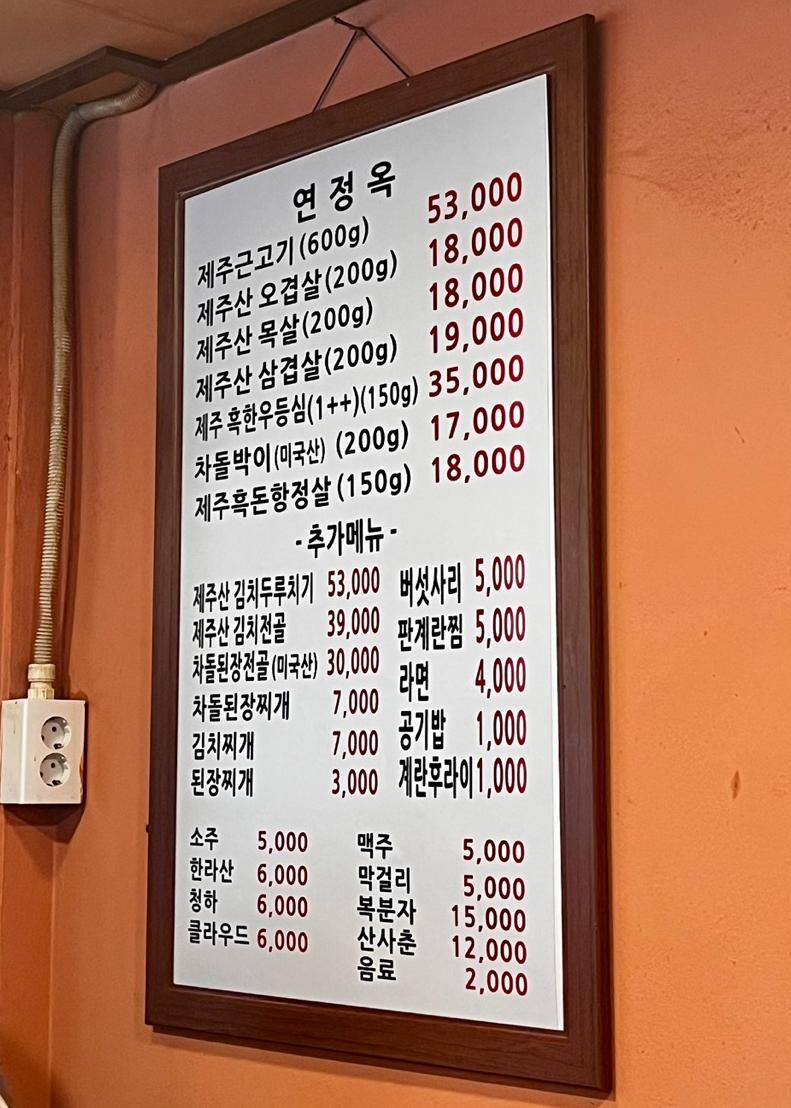 연정옥
제주근고기(600g) 53,000
제주산 오겹살(200g) 18,000
제주산 목살(200g) 18,000
제주산 삼겹살(200g) 19,000
제주 흑한우등심(1++)(150g) 35,000
차돌박이(미국산) (200g) 17,000
제주흑돈항정살 (150g) 18,000
- 추가메뉴 -
제주산 김치두루치기 53,000
제주산 김치전골 39,000
차돌된장전골(미국산) 30,000
차돌된장찌개 7,000
김치찌개 7,000
된장찌개 3,000
버섯사리 5,000
판계란찜 5,000
라면 4,000
공기밥 1,000
계란후라이 1,000
소주 5,000
한라산 6,000
청하 6,000
클라우드 6,000
맥주 5,000
막걸리 5,000
복분자 15,000
산사춘 12,000
음료 2,000